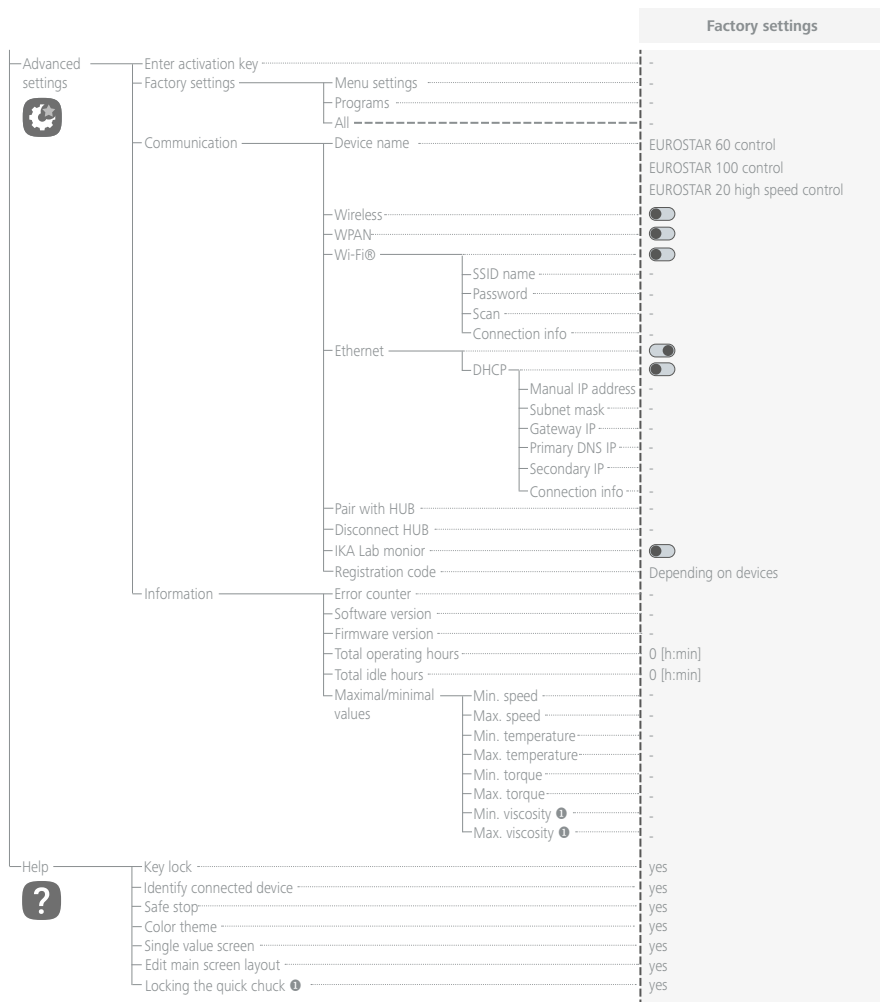 Factory settings
Advanced settings
Enter activation key -
Factory settings Menu settings -
Programs -
All -
Communication Device name EUROSTAR 60 control
EUROSTAR 100 control
EUROSTAR 20 high speed control
Wireless
WPAN
Wi-Fi®
SSID name -
Password -
Scan -
Connection info -
Ethernet
DHCP
Manual IP address -
Subnet mask -
Gateway IP -
Primary DNS IP -
Secondary IP -
Connection info -
Pair with HUB -
Disconnect HUB -
IKA Lab monior
Registration code Depending on devices
Information Error counter -
Software version -
Firmware version -
Total operating hours 0 [h:min]
Total idle hours 0 [h:min]
Maximal/minimal values
Min. speed -
Max. speed -
Min. temperature -
Max. temperature -
Min. torque -
Max. torque -
Min. viscosity ❶ -
Max. viscosity ❶ -
Help Key lock yes
?
Identify connected device yes
Safe stop yes
Color theme yes
Single value screen yes
Edit main screen layout yes
Locking the quick chuck ❶ yes